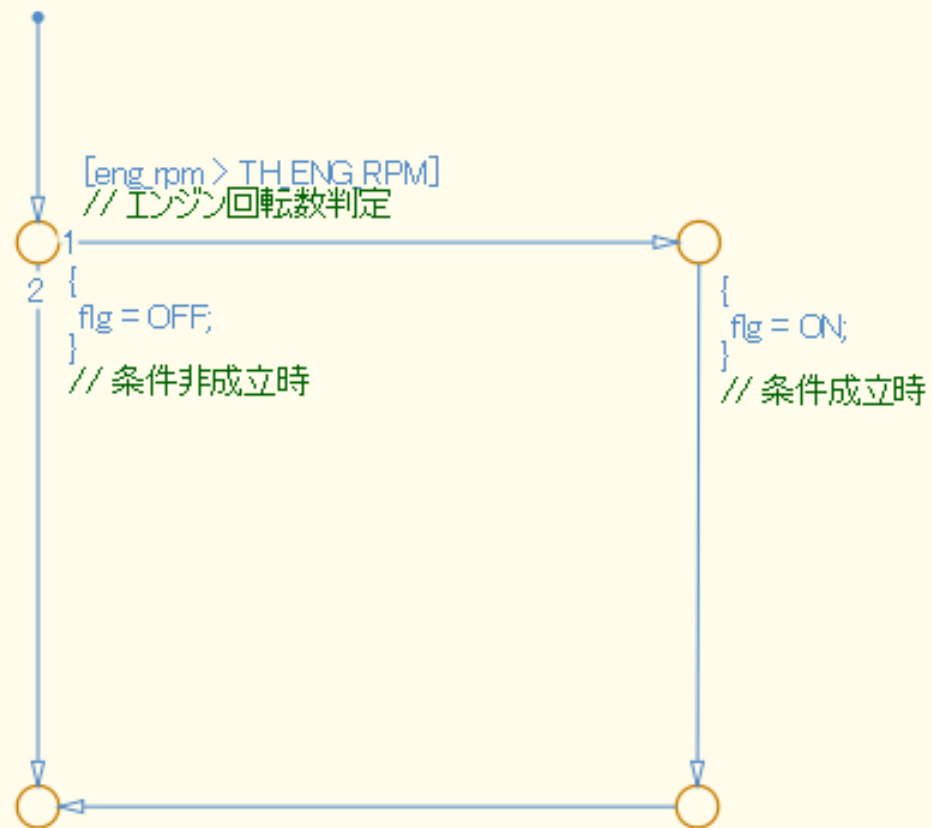 [eng_rpm > TH_ENG_RPM]
// エンジン回転数判定
1
2
{
flg = OFF;
}
// 条件非成立時
{
flg = ON;
}
// 条件成立時